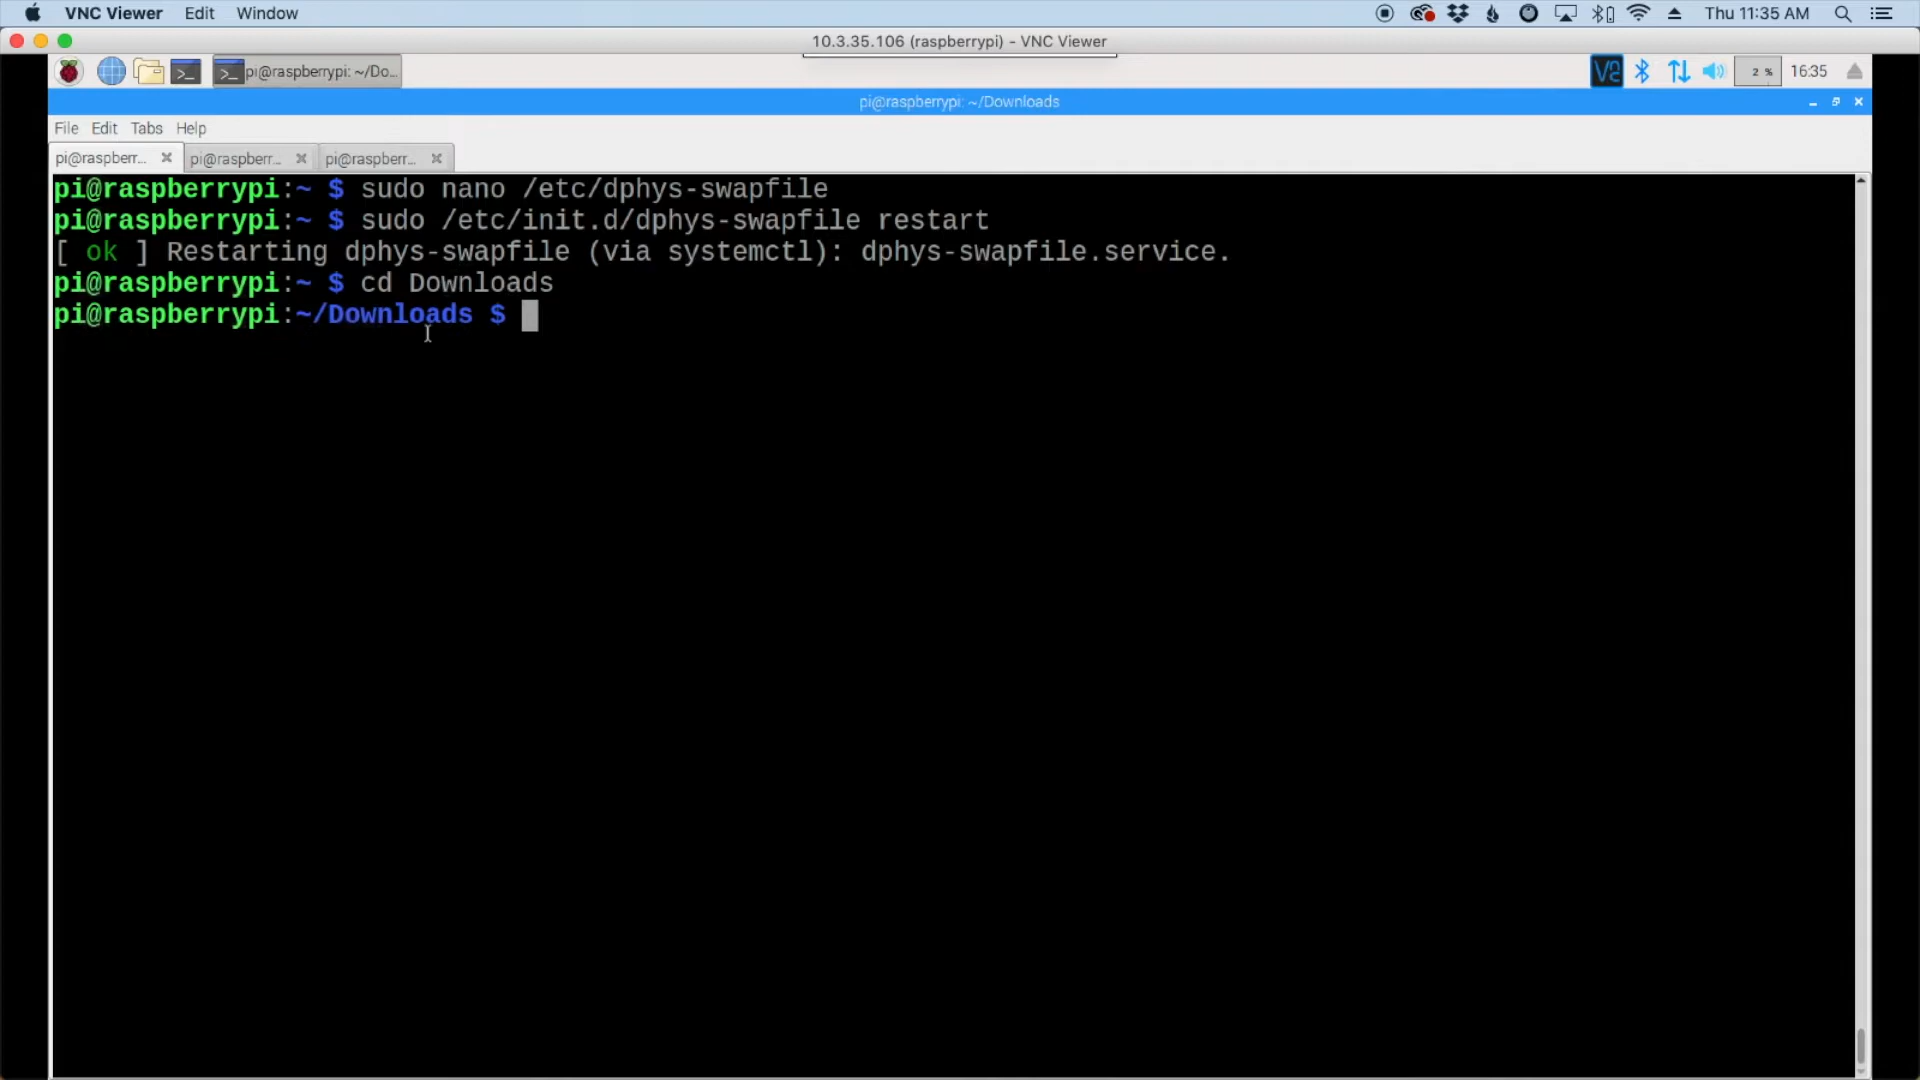 VNC Viewer Edit Window Thu 11:35 AM
10.3.35.106 (raspberrypi) - VNC Viewer
pi@raspberrypi: ~/Do... 2 % 16:35
pi@raspberrypi: ~/Downloads
File Edit Tabs Help
pi@raspberr... pi@raspberr... pi@raspberr...
pi@raspberrypi:~ $ sudo nano /etc/dphys-swapfile
pi@raspberrypi:~ $ sudo /etc/init.d/dphys-swapfile restart
[ ok ] Restarting dphys-swapfile (via systemctl): dphys-swapfile.service.
pi@raspberrypi:~ $ cd Downloads
pi@raspberrypi:~/Downloads $